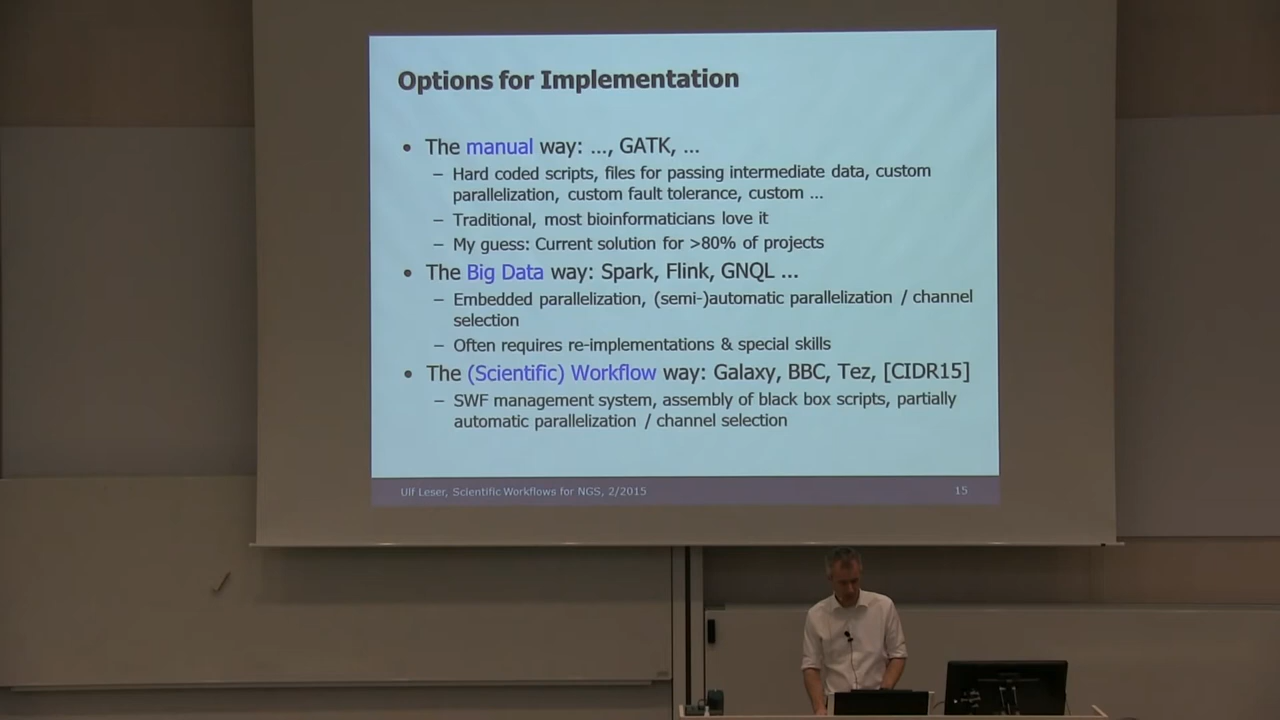 Options for Implementation
• The manual way: ..., GATK, ...
– Hard coded scripts, files for passing intermediate data, custom
parallelization, custom fault tolerance, custom ...
– Traditional, most bioinformaticians love it
– My guess: Current solution for >80% of projects
• The Big Data way: Spark, Flink, GNQL ...
– Embedded parallelization, (semi-)automatic parallelization / channel
selection
– Often requires re-implementations & special skills
• The (Scientific) Workflow way: Galaxy, BBC, Tez, [CIDR15]
– SWF management system, assembly of black box scripts, partially
automatic parallelization / channel selection
Ulf Leser, Scientific Workflows for NGS, 2/2015
15